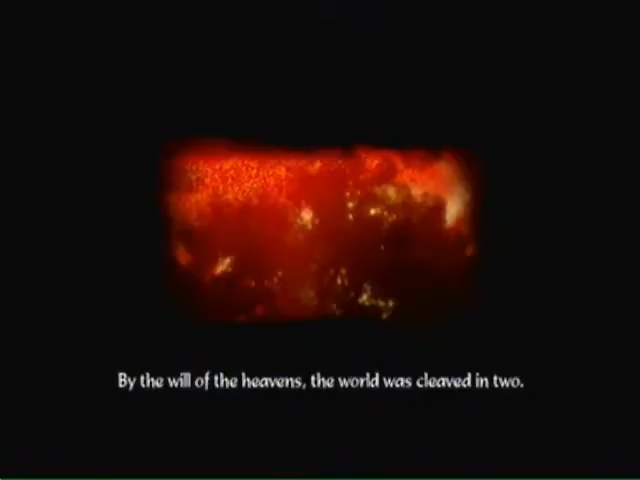 By the will of the heavens, the world was cleaved in two.